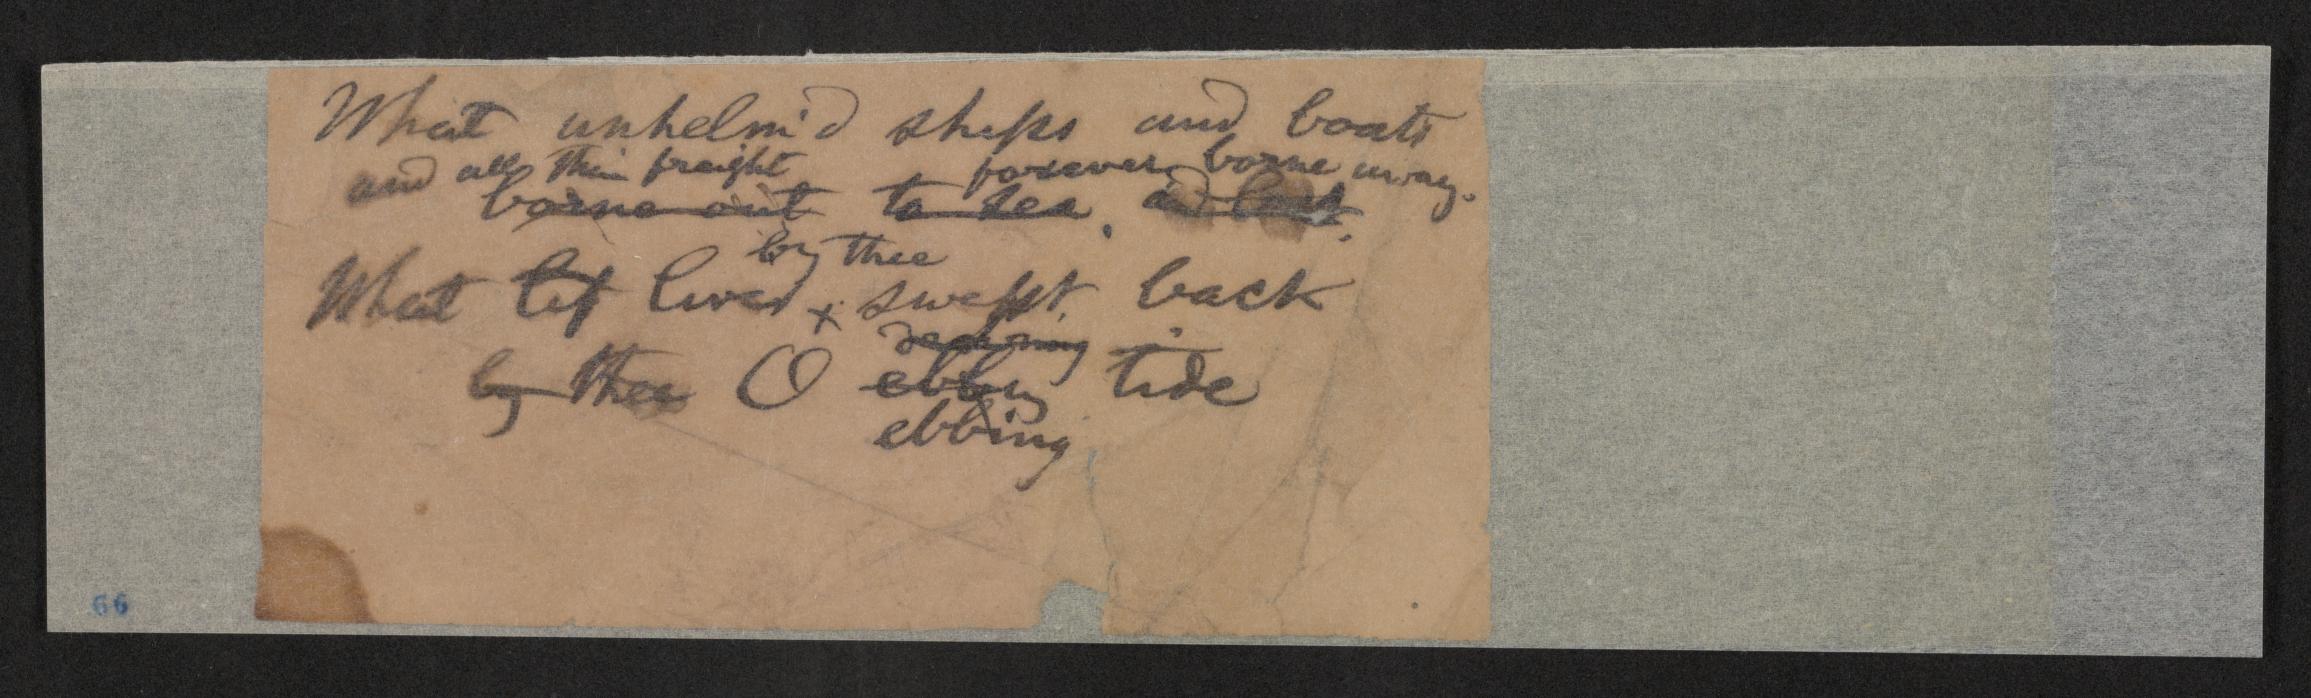 What unhelm'd ships and boats
and all their freight forever borne away.
borne out to sea. and lost.
by thee
What lives x swept back
by thee O ebbing tide
ebbing
66